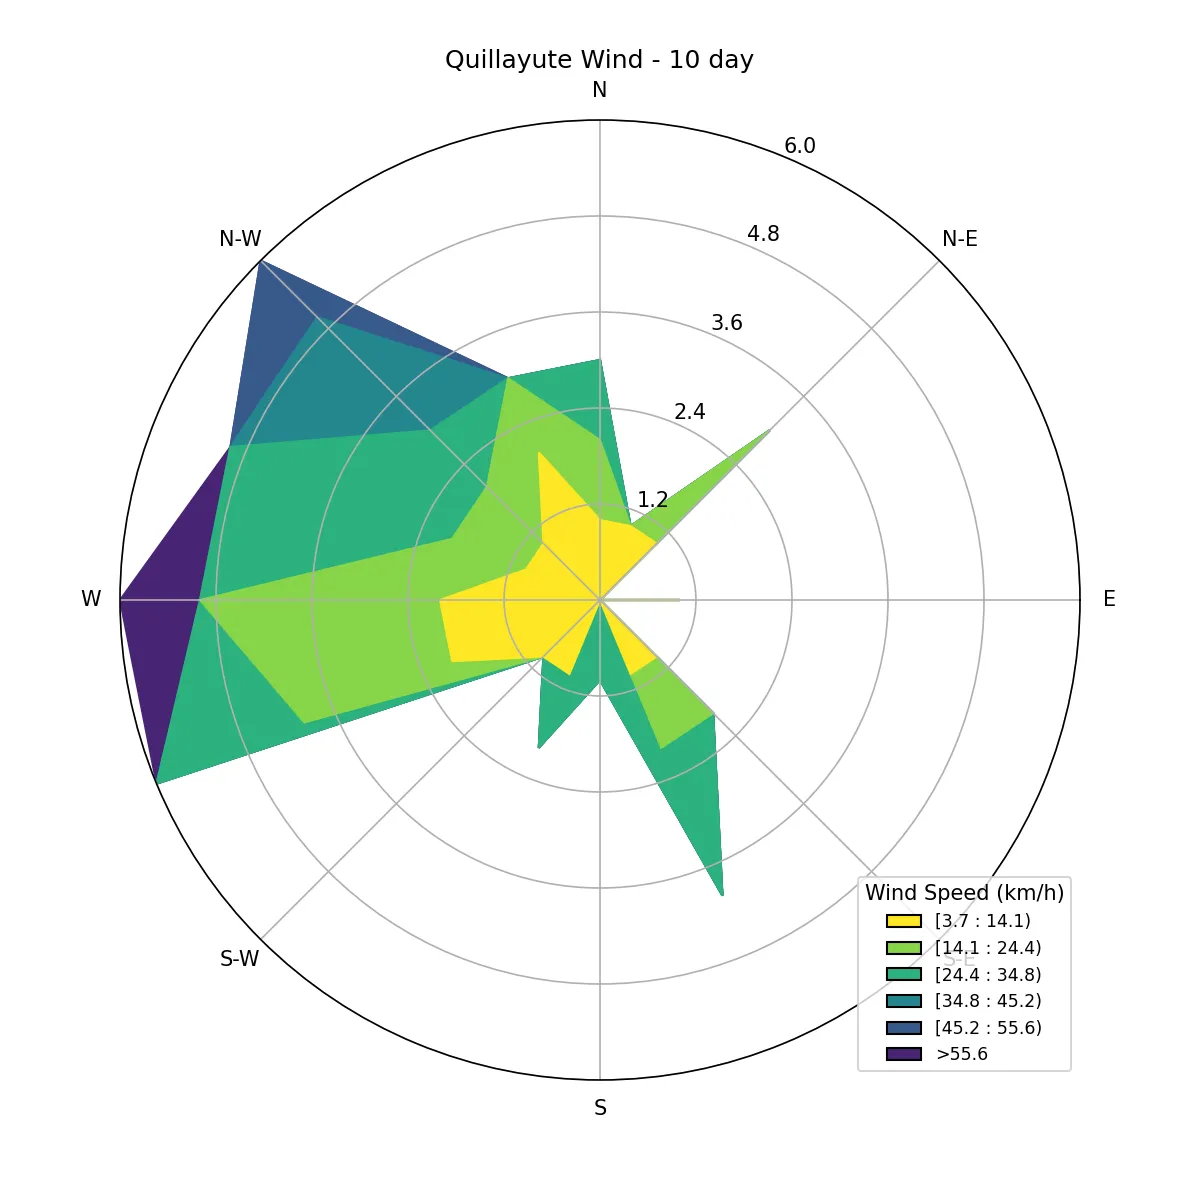 Quillayute Wind - 10 day
N
6.0
4.8
N-W
N-E
3.6
2.4
1.2
W
E
S-W
S-E
S
Wind Speed (km/h)
[3.7 : 14.1)
[14.1 : 24.4)
[24.4 : 34.8)
[34.8 : 45.2)
[45.2 : 55.6)
>55.6